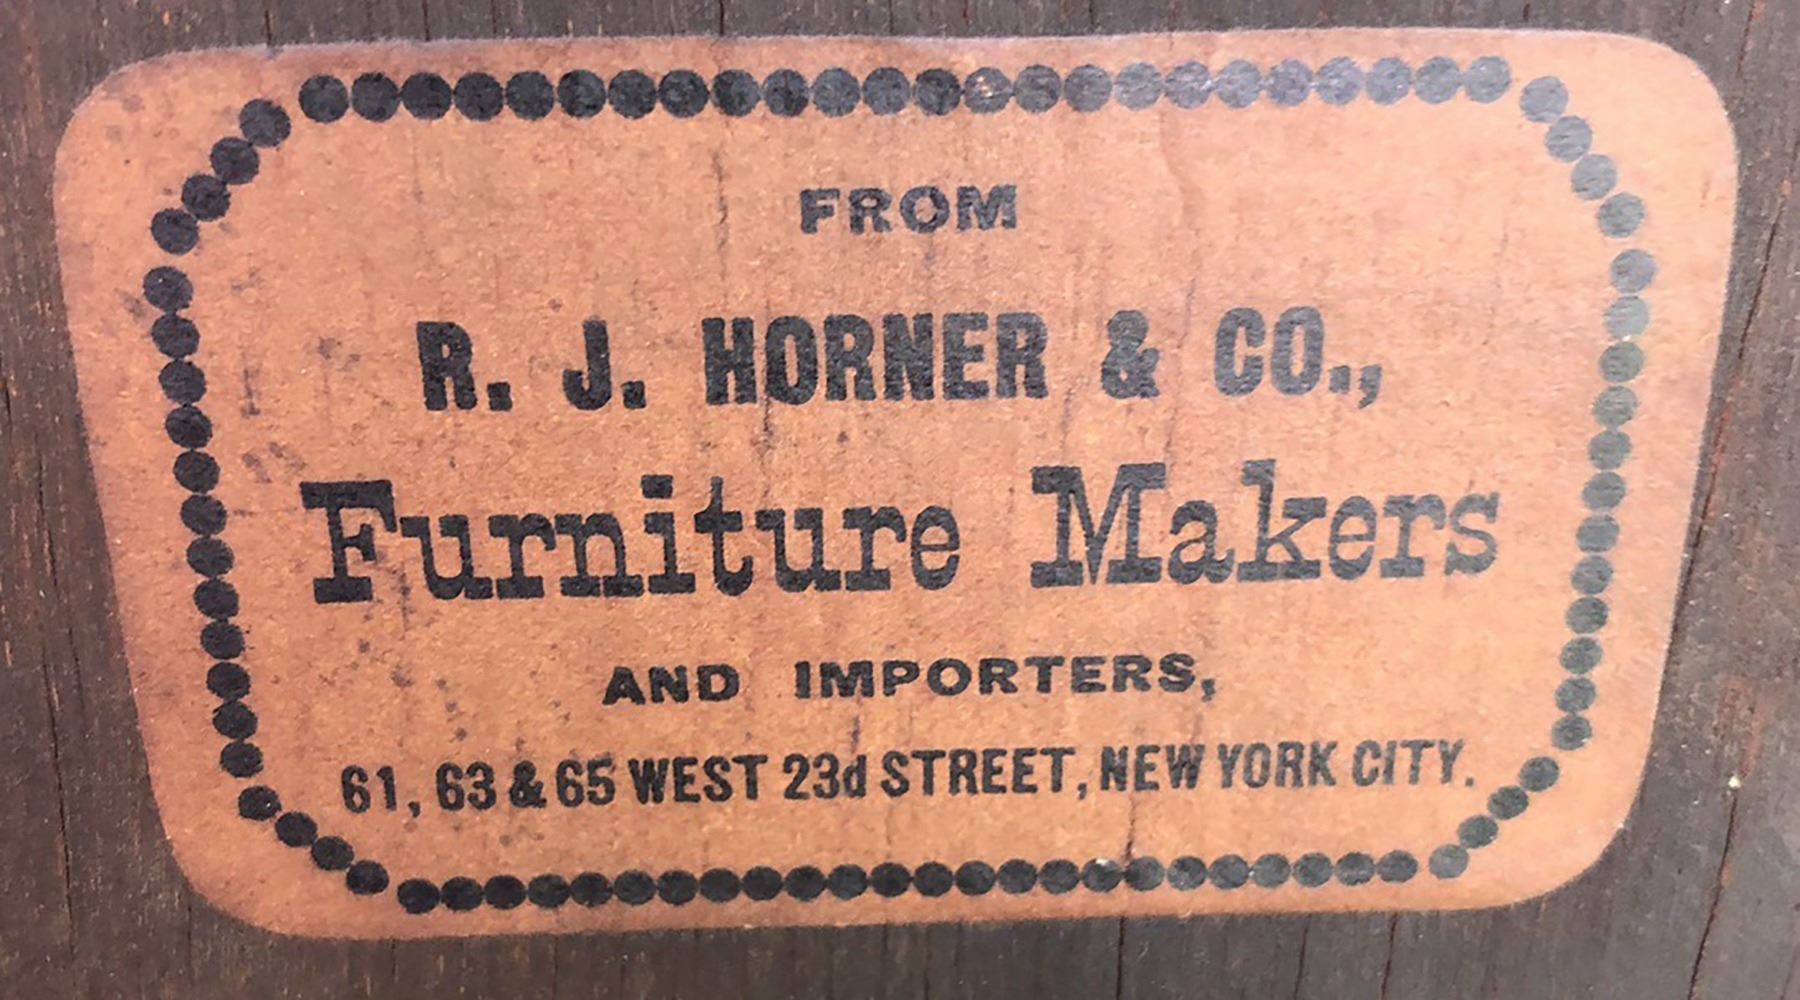 FROM
R. J. HORNER & CO.,
Furniture Makers
AND IMPORTERS,
61, 63 & 65 WEST 23d STREET, NEW YORK CITY.